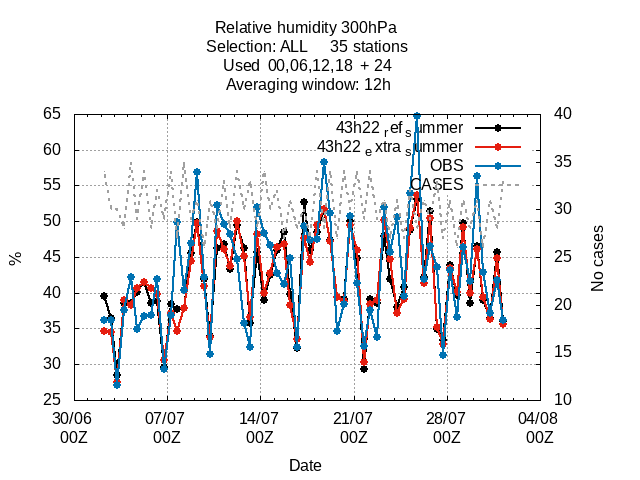 Relative humidity 300hPa
Selection: ALL     35 stations
Used  00,06,12,18  + 24
Averaging window: 12h
65
60
55
50
45
40
35
30
25
%
40
35
30
25
20
15
10
No cases
43h22 ref summer
43h22 extra summer
OBS
CASES
30/06 07/07 14/07 21/07 28/07 04/08
00Z 00Z 00Z 00Z 00Z 00Z
Date